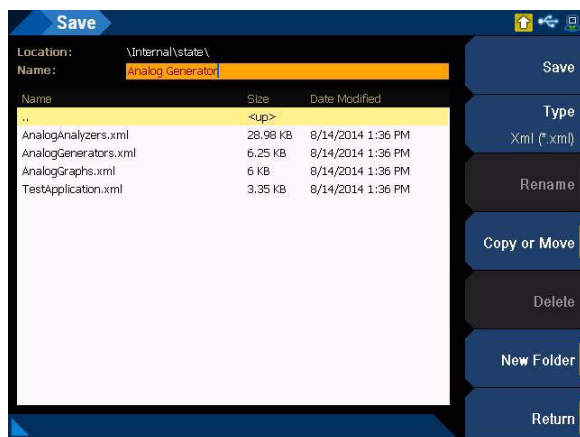 Save
Location: \Internal\state\
Name: Analog Generator
Name Size Date Modified
.. <up>
AnalogAnalyzers.xml 28.98 KB 8/14/2014 1:36 PM
AnalogGenerators.xml 6.25 KB 8/14/2014 1:36 PM
AnalogGraphs.xml 6 KB 8/14/2014 1:36 PM
TestApplication.xml 3.35 KB 8/14/2014 1:36 PM
Save
Type
Xml (*.xml)
Rename
Copy or Move
Delete
New Folder
Return